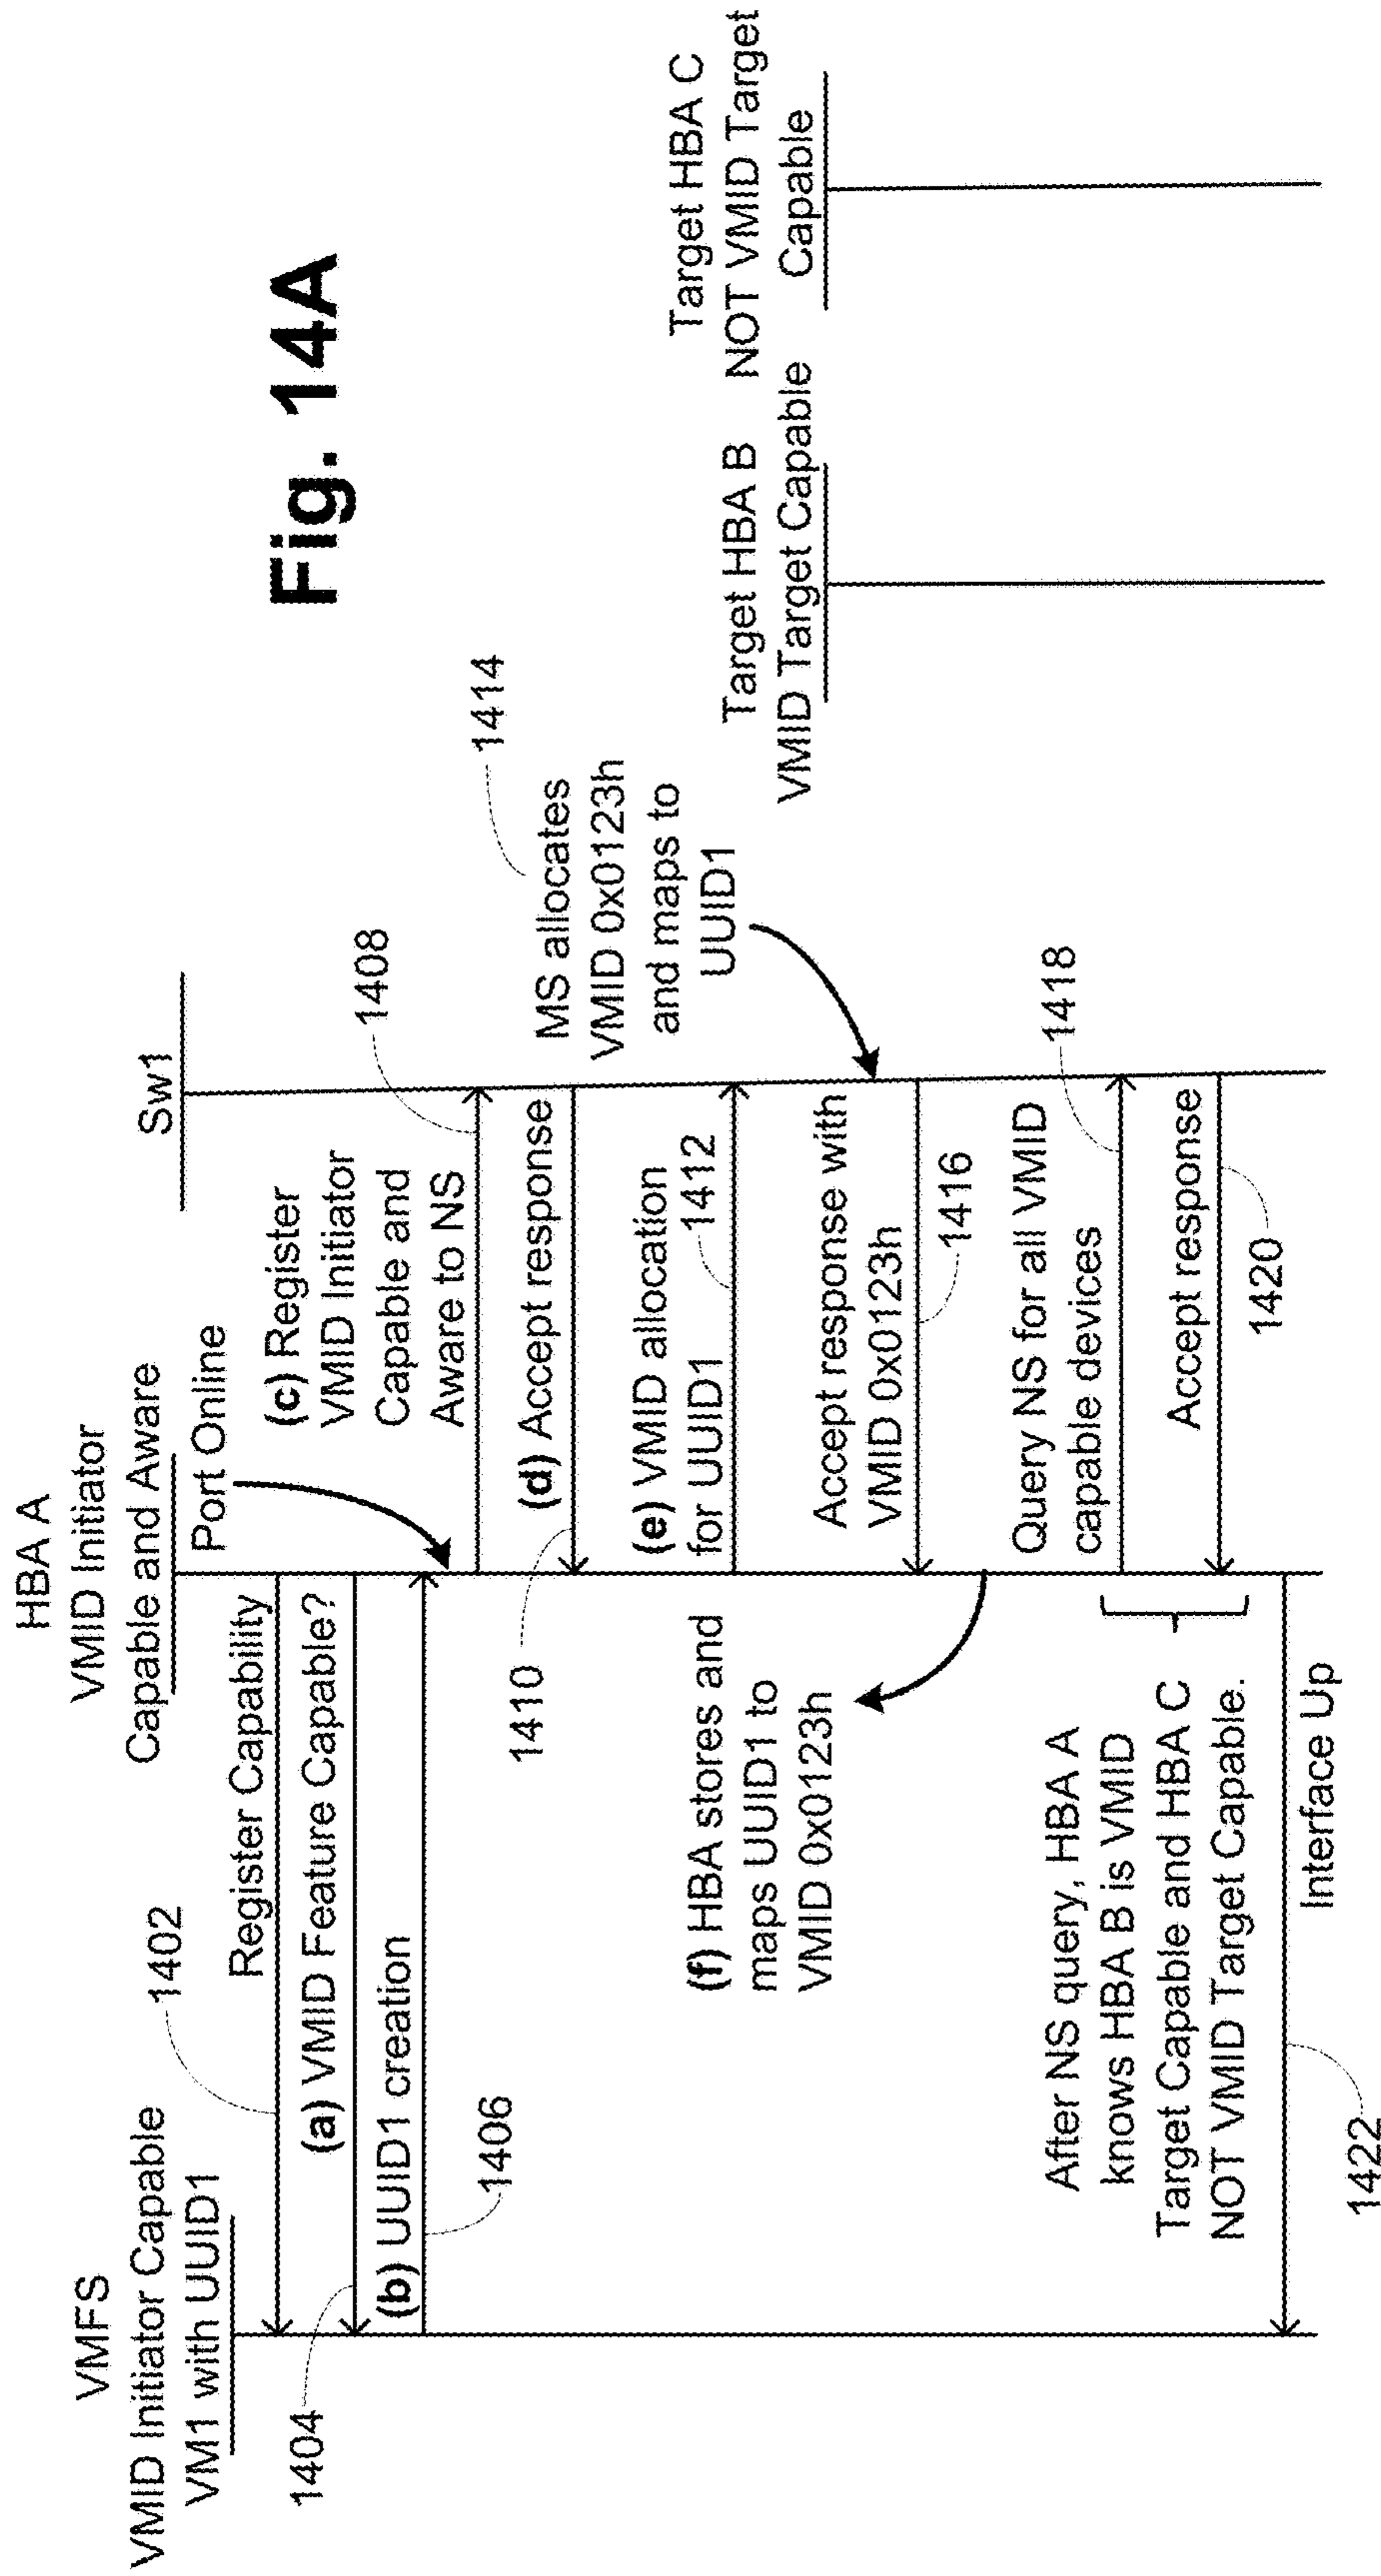 Fig. 14A
VMFS
VMID Initiator Capable
VM1 with UUID1
HBA A
VMID Initiator
Capable and Aware
Sw1
Target HBA B
VMID Target Capable
Target HBA C
NOT VMID Target
Capable
1402
Register Capability
1404
(a) VMID Feature Capable?
(b) UUID1 creation
1406
Port Online
(c) Register
VMID Initiator
Capable and
Aware to NS
1408
(d) Accept response
1410
(e) VMID allocation
for UUID1
1412
MS allocates
VMID 0x0123h
and maps to
UUID1
1414
Accept response with
VMID 0x0123h
1416
(f) HBA stores and
maps UUID1 to
VMID 0x0123h
Query NS for all VMID
capable devices
1418
Accept response
1420
After NS query, HBA A
knows HBA B is VMID
Target Capable and HBA C
NOT VMID Target Capable.
Interface Up
1422